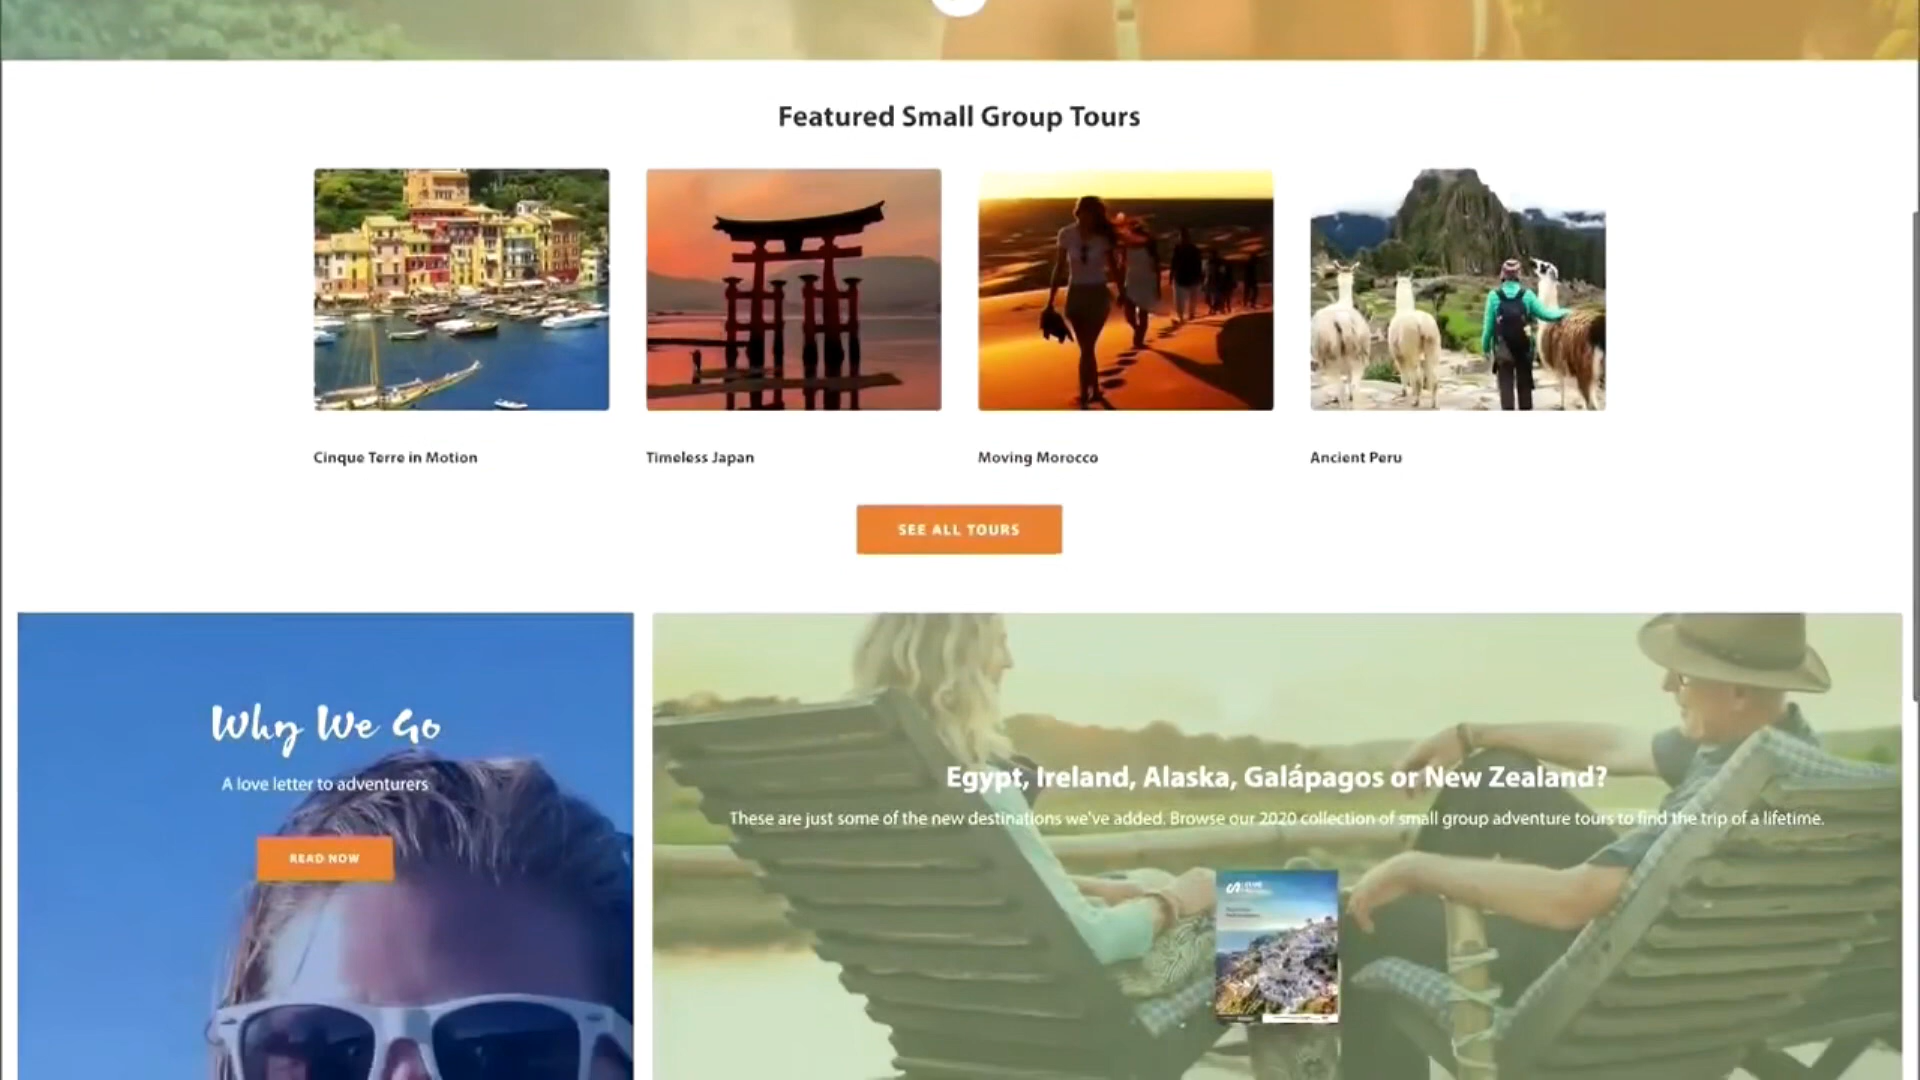 Featured Small Group Tours
Cinque Terre in Motion
Timeless Japan
Moving Morocco
Ancient Peru
SEE ALL TOURS
Why We Go
A love letter to adventurers
READ NOW
Egypt, Ireland, Alaska, Galápagos or New Zealand?
These are just some of the new destinations we've added. Browse our 2020 collection of small group adventure tours to find the trip of a lifetime.